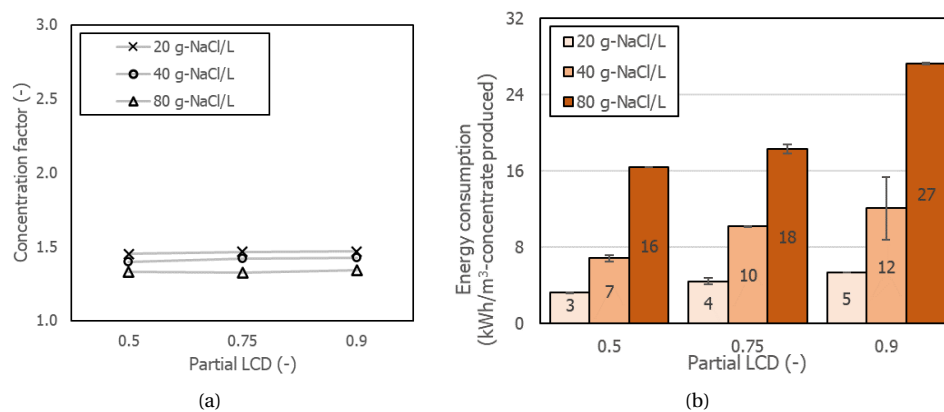 3.0
2.5
2.0
1.5
1.0
Concentration factor (-)
20 g-NaCl/L
40 g-NaCl/L
80 g-NaCl/L
0.5 0.75 0.9
Partial LCD (-)
(a)
32
24
16
8
0
Energy consumption
(kWh/m³-concentrate produced)
20 g-NaCl/L
40 g-NaCl/L
80 g-NaCl/L
3 7 16 4 10 18 5 12 27
0.5 0.75 0.9
Partial LCD (-)
(b)